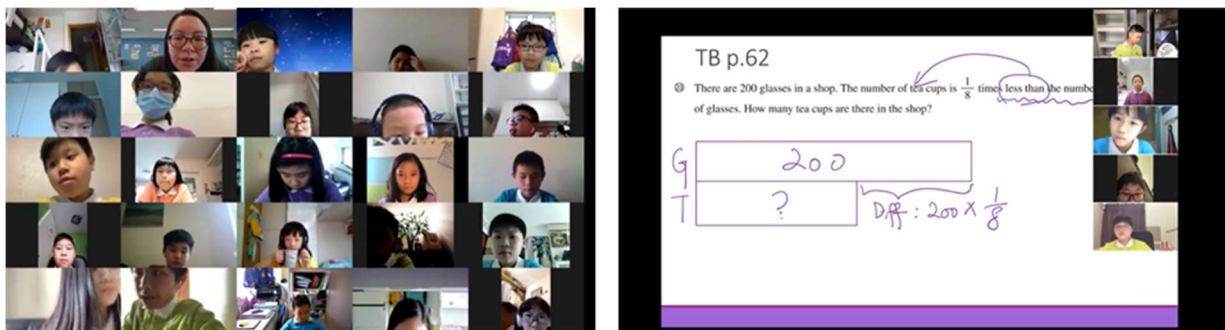 TB p.62
㉓ There are 200 glasses in a shop. The number of tea cups is 1/8 times less than the numbe
of glasses. How many tea cups are there in the shop?
G 200
T ? Diff : 200 × 1/8